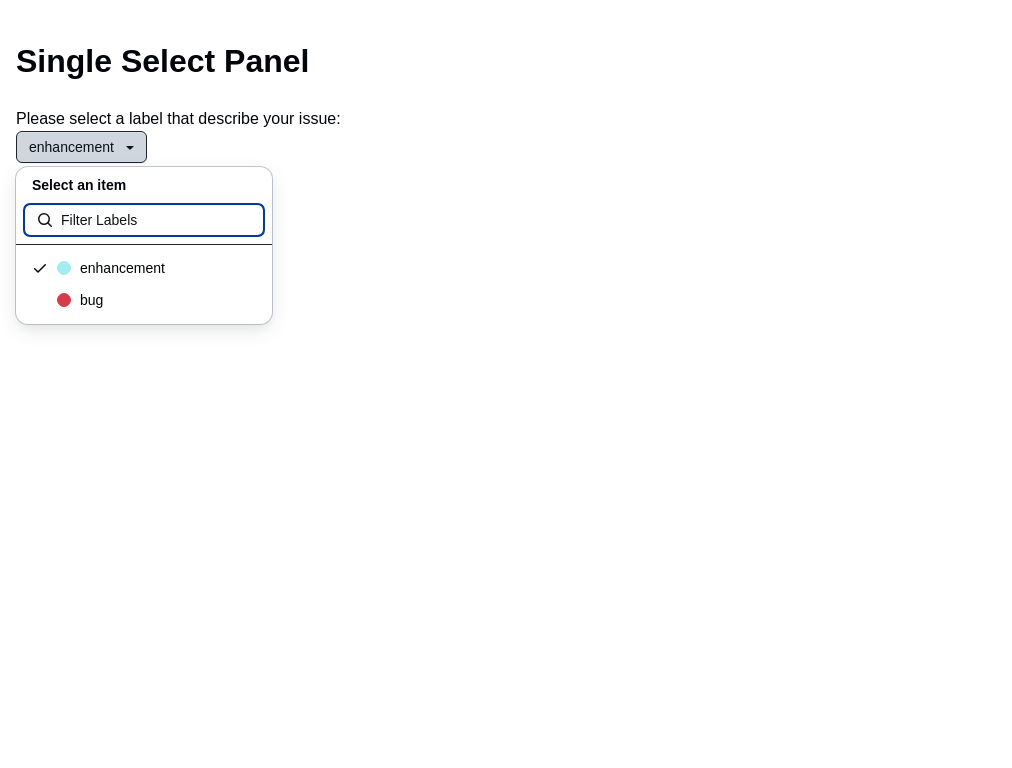 Single Select Panel
Please select a label that describe your issue:
enhancement
Select an item
Filter Labels
enhancement
bug